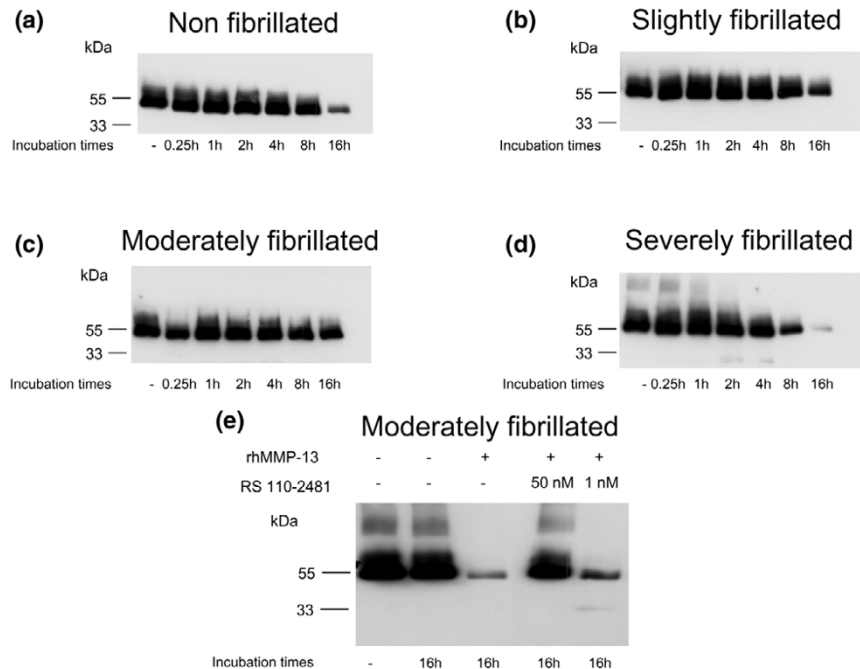 (a)
Non fibrillated
kDa
55
33
Incubation times - 0.25h 1h 2h 4h 8h 16h
(b)
Slightly fibrillated
kDa
55
33
Incubation times - 0.25h 1h 2h 4h 8h 16h
(c)
Moderately fibrillated
kDa
55
33
Incubation times - 0.25h 1h 2h 4h 8h 16h
(d)
Severely fibrillated
kDa
55
33
Incubation times - 0.25h 1h 2h 4h 8h 16h
(e)
Moderately fibrillated
rhMMP-13 - - + + +
RS 110-2481 - - - 50 nM 1 nM
kDa
55
33
Incubation times - 16h 16h 16h 16h